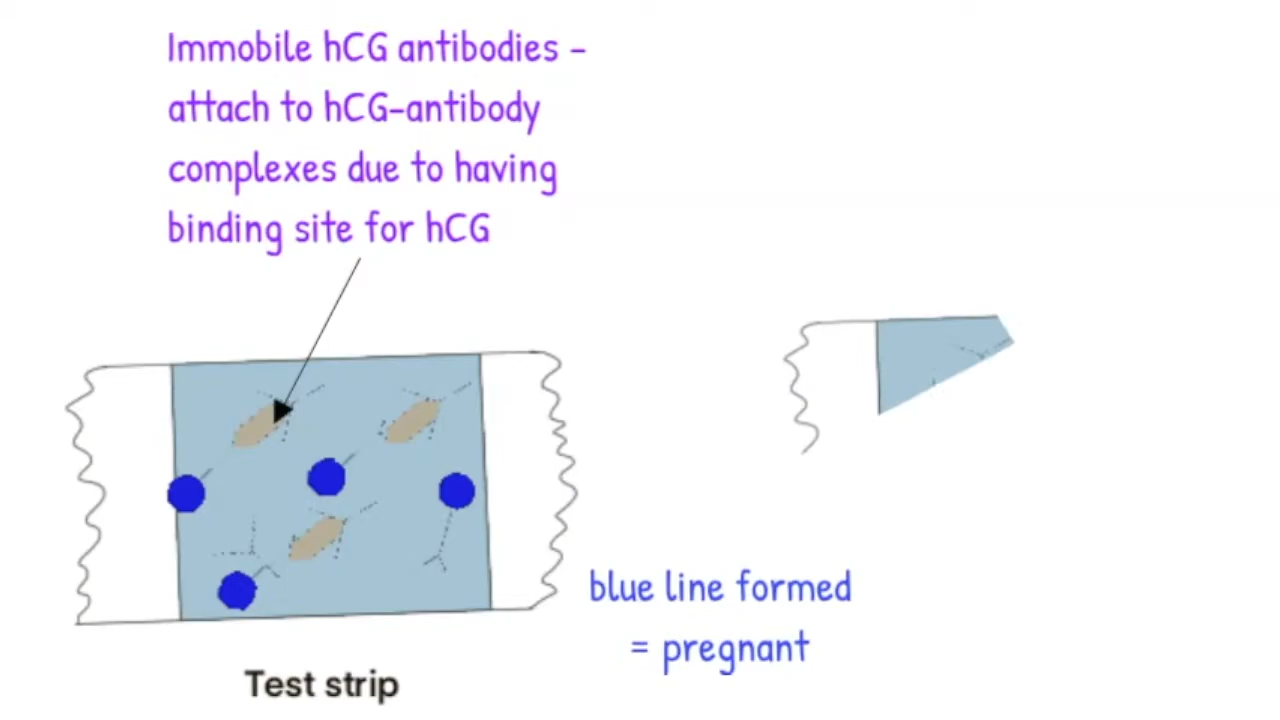 Immobile hCG antibodies -
attach to hCG-antibody
complexes due to having
binding site for hCG
blue line formed
= pregnant
Test strip